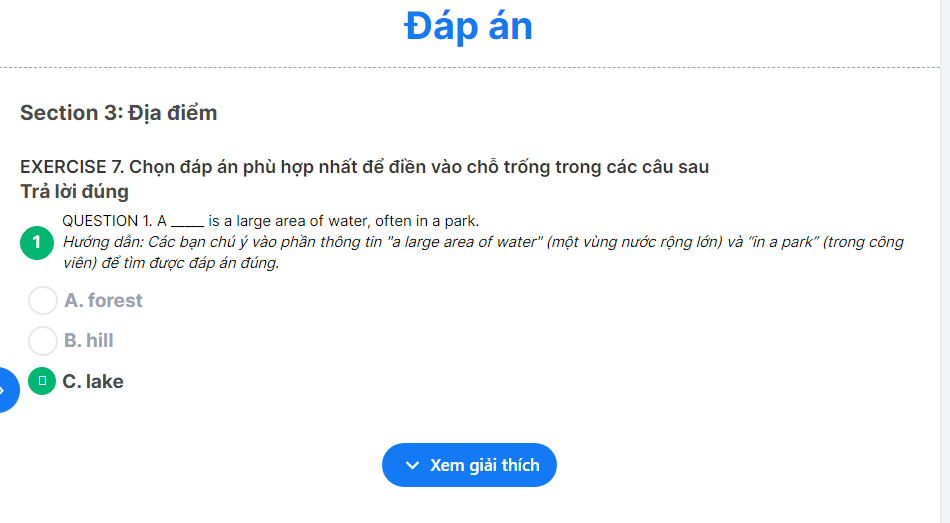 Đáp án
Section 3: Địa điểm
EXERCISE 7. Chọn đáp án phù hợp nhất để điền vào chỗ trống trong các câu sau
Trả lời đúng
QUESTION 1. A _____ is a large area of water, often in a park.
1
Hướng dẫn: Các bạn chú ý vào phần thông tin "a large area of water" (một vùng nước rộng lớn) và “in a park” (trong công
viên) để tìm được đáp án đúng.
A. forest
B. hill
C. lake
Xem giải thích